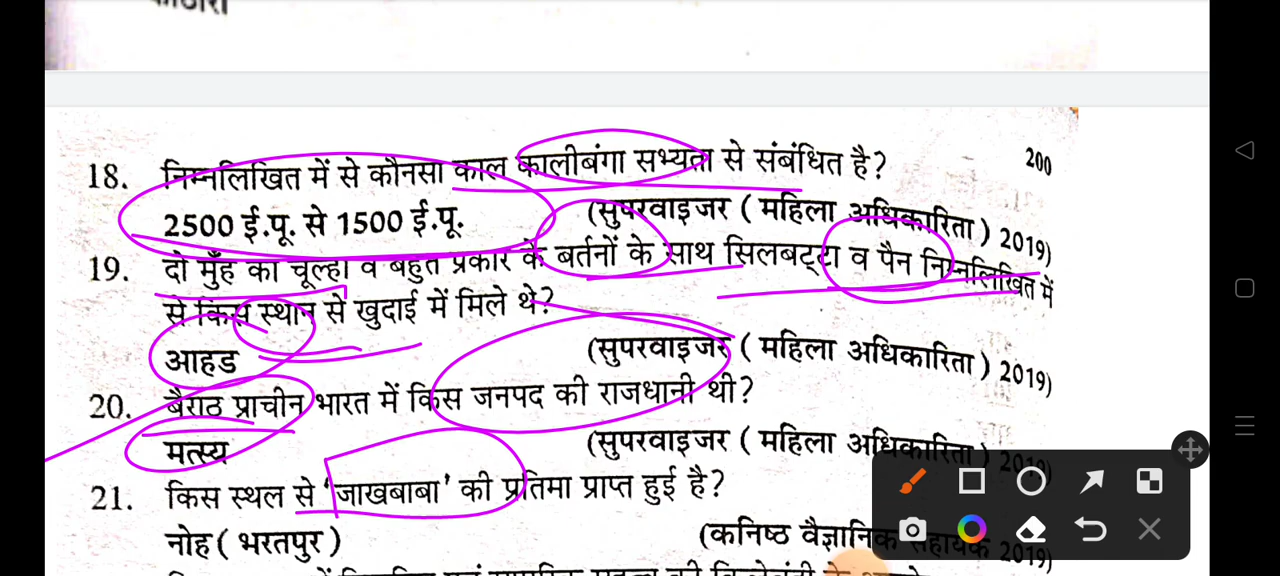 18. निम्नलिखित में से कौनसा काल कालीबंगा सभ्यता से संबंधित है? 200
2500 ई.पू. से 1500 ई.पू. (सुपरवाइजर ( महिला अधिकारिता ) 2019)
19. दो मुँह का चूल्हा व बहुत प्रकार के बर्तनों के साथ सिलबट्टा व पैन निम्नलिखित में
से किस स्थान से खुदाई में मिले थे?
आहड (सुपरवाइजर ( महिला अधिकारिता ) 2019)
20. बैराठ प्राचीन भारत में किस जनपद की राजधानी थी?
मत्स्य (सुपरवाइजर ( महिला अधिकारिता ) 2019)
21. किस स्थल से 'जाखबाबा' की प्रतिमा प्राप्त हुई है?
नोह ( भरतपुर ) (कनिष्ठ वैज्ञानिक सहायक 2019)